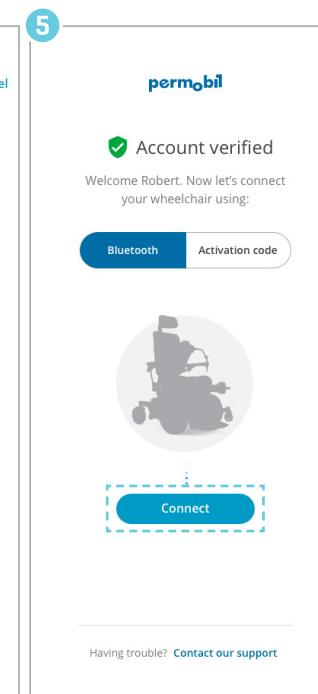 5
el
permobil
Account verified
Welcome Robert. Now let’s connect
your wheelchair using:
Bluetooth Activation code
Connect
Having trouble? Contact our support